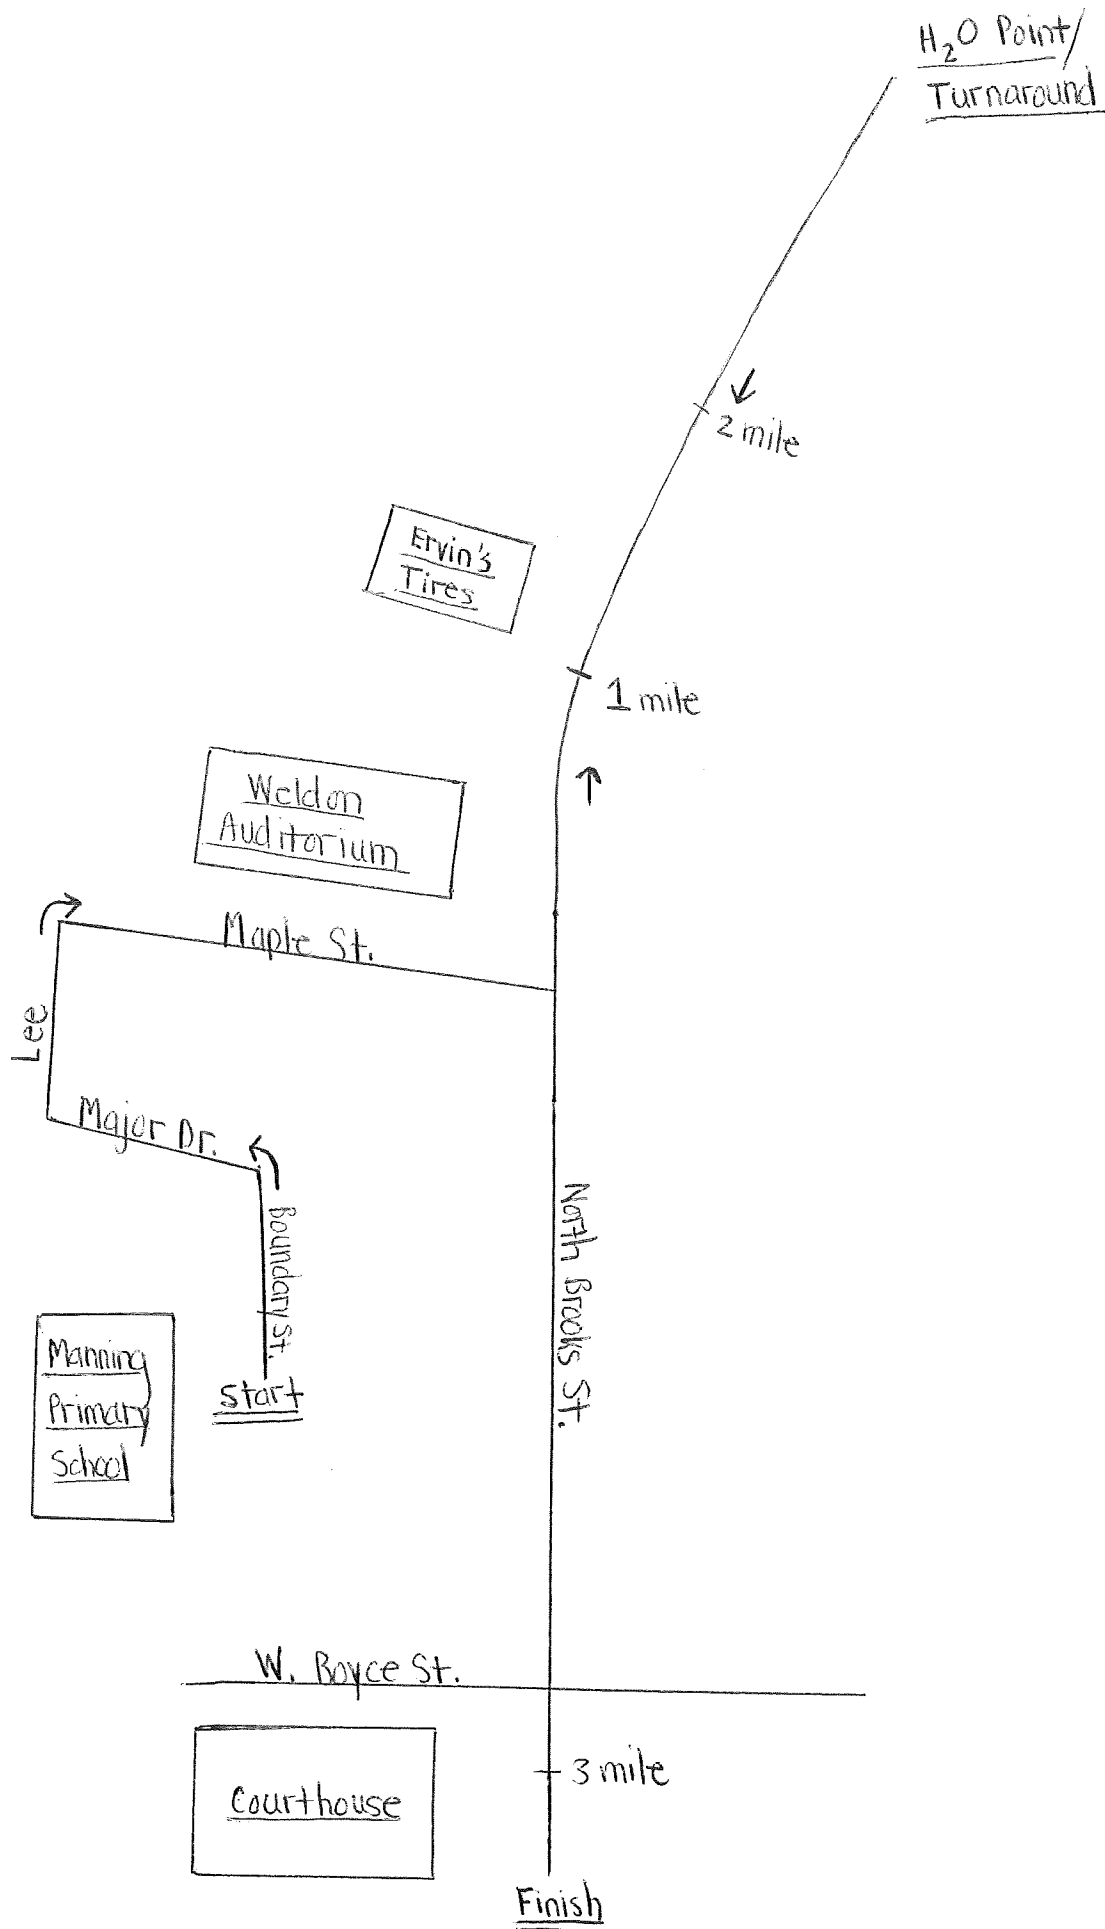 H₂O Point/
Turnaround
2 mile
Ervin's
Tires
1 mile
Weldon
Auditorium
Maple St.
Lee
Major Dr.
Boundary St.
North Brooks St.
Manning
Primary
School
Start
W. Boyce St.
3 mile
Courthouse
Finish